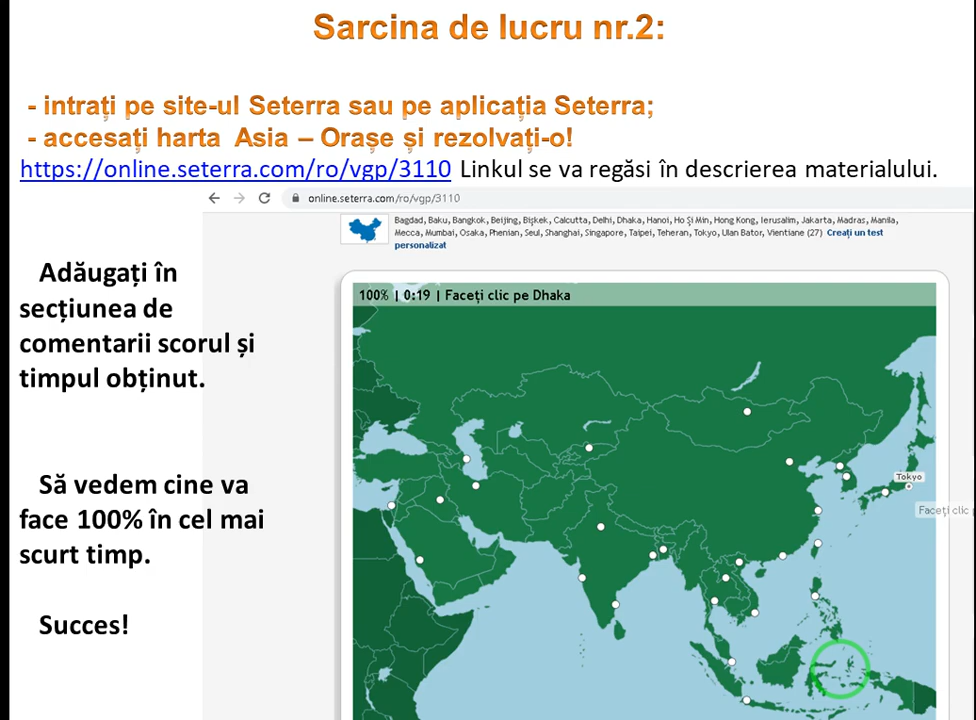 Sarcina de lucru nr.2:
- intrați pe site-ul Seterra sau pe aplicația Seterra;
- accesați harta Asia – Orașe și rezolvați-o!
https://online.seterra.com/ro/vgp/3110 Linkul se va regăsi în descrierea materialului.
online.seterra.com/ro/vgp/3110
Bagdad, Baku, Bangkok, Beijing, Bișkek, Calcutta, Delhi, Dhaka, Hanoi, Ho Și Min, Hong Kong, Ierusalim, Jakarta, Madras, Manila,
Mecca, Mumbai, Osaka, Phenian, Seul, Shanghai, Singapore, Taipei, Teheran, Tokyo, Ulan Bator, Vientiane (27) Creați un test
personalizat
Adăugați în
secțiunea de
comentarii scorul și
timpul obținut.
100% | 0:19 | Faceți clic pe Dhaka
Tokyo
Faceți clic
Să vedem cine va
face 100% în cel mai
scurt timp.
Succes!